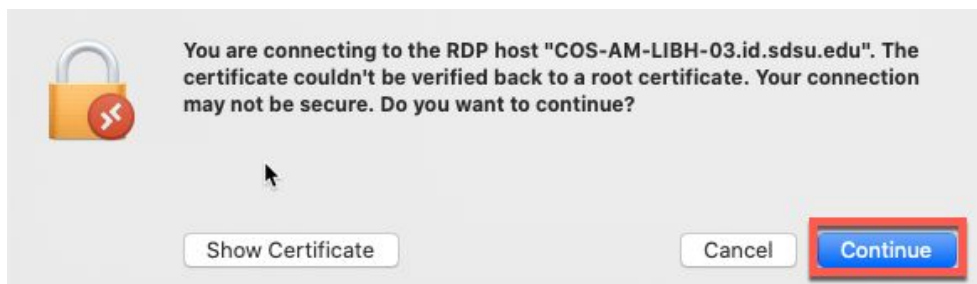 You are connecting to the RDP host "COS-AM-LIBH-03.id.sdsu.edu". The
certificate couldn't be verified back to a root certificate. Your connection
may not be secure. Do you want to continue?
Show Certificate
Cancel
Continue